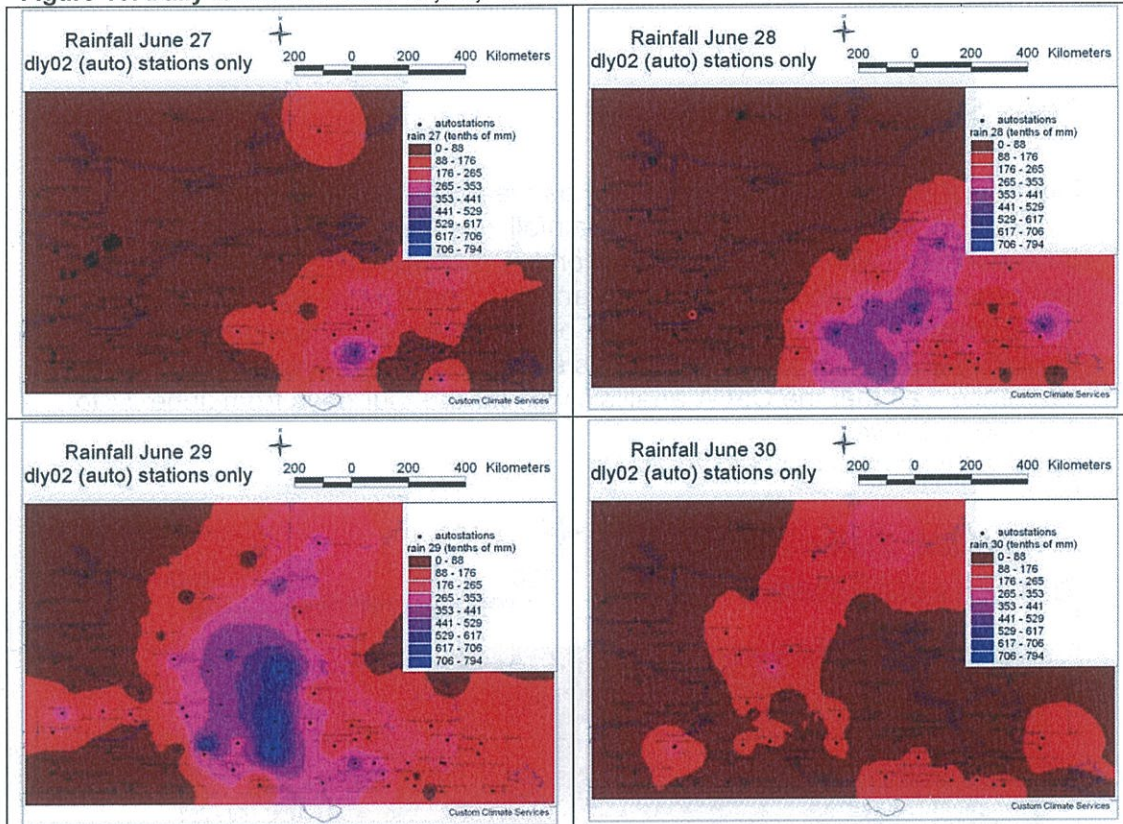 Rainfall June 27
dly02 (auto) stations only
200 0 200 400 Kilometers
autostations
rain 27 (tenths of mm)
0 - 88
88 - 176
176 - 265
265 - 353
353 - 441
441 - 529
529 - 617
617 - 706
706 - 794
Custom Climate Services
Rainfall June 28
dly02 (auto) stations only
200 0 200 400 Kilometers
autostations
rain 28 (tenths of mm)
0 - 88
88 - 176
176 - 265
265 - 353
353 - 441
441 - 529
529 - 617
617 - 706
706 - 794
Custom Climate Services
Rainfall June 29
dly02 (auto) stations only
200 0 200 400 Kilometers
autostations
rain 29 (tenths of mm)
0 - 88
88 - 176
176 - 265
265 - 353
353 - 441
441 - 529
529 - 617
617 - 706
706 - 794
Custom Climate Services
Rainfall June 30
dly02 (auto) stations only
200 0 200 400 Kilometers
autostations
rain 30 (tenths of mm)
0 - 88
88 - 176
176 - 265
265 - 353
353 - 441
441 - 529
529 - 617
617 - 706
706 - 794
Custom Climate Services